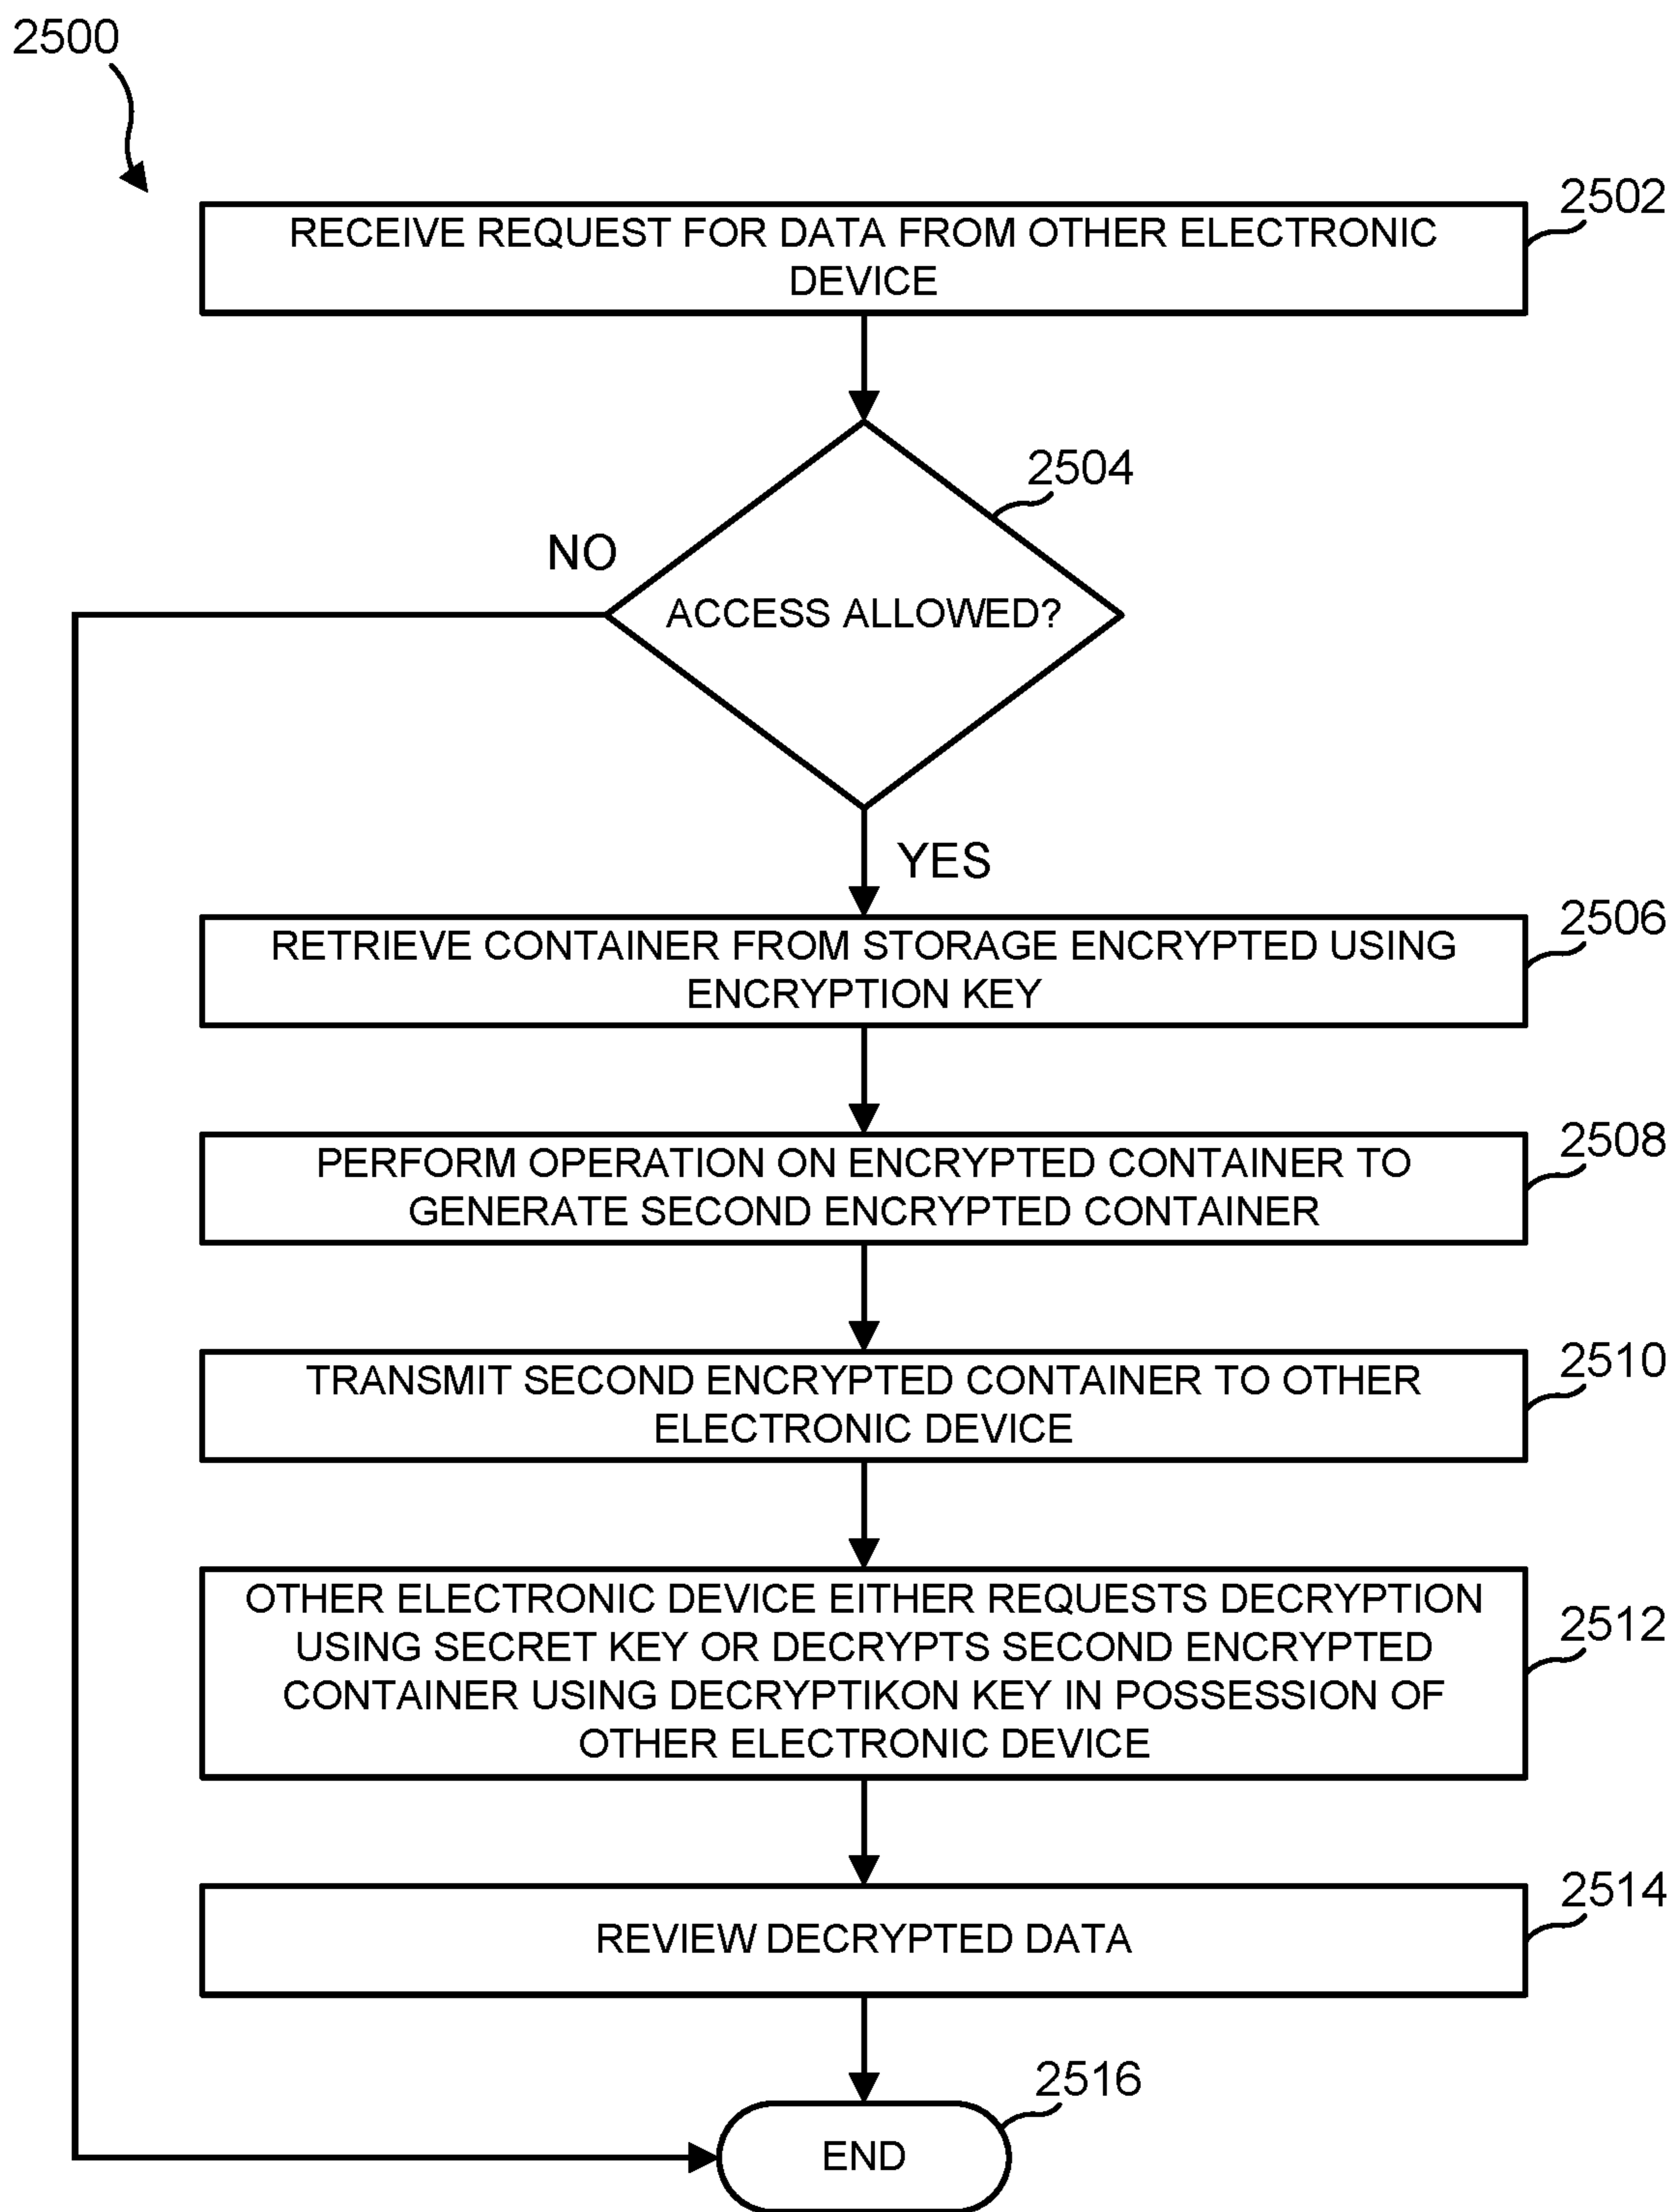 2500
2502
RECEIVE REQUEST FOR DATA FROM OTHER ELECTRONIC
DEVICE
2504
NO
ACCESS ALLOWED?
YES
2506
RETRIEVE CONTAINER FROM STORAGE ENCRYPTED USING
ENCRYPTION KEY
2508
PERFORM OPERATION ON ENCRYPTED CONTAINER TO
GENERATE SECOND ENCRYPTED CONTAINER
2510
TRANSMIT SECOND ENCRYPTED CONTAINER TO OTHER
ELECTRONIC DEVICE
2512
OTHER ELECTRONIC DEVICE EITHER REQUESTS DECRYPTION
USING SECRET KEY OR DECRYPTS SECOND ENCRYPTED
CONTAINER USING DECRYPTIKON KEY IN POSSESSION OF
OTHER ELECTRONIC DEVICE
2514
REVIEW DECRYPTED DATA
2516
END